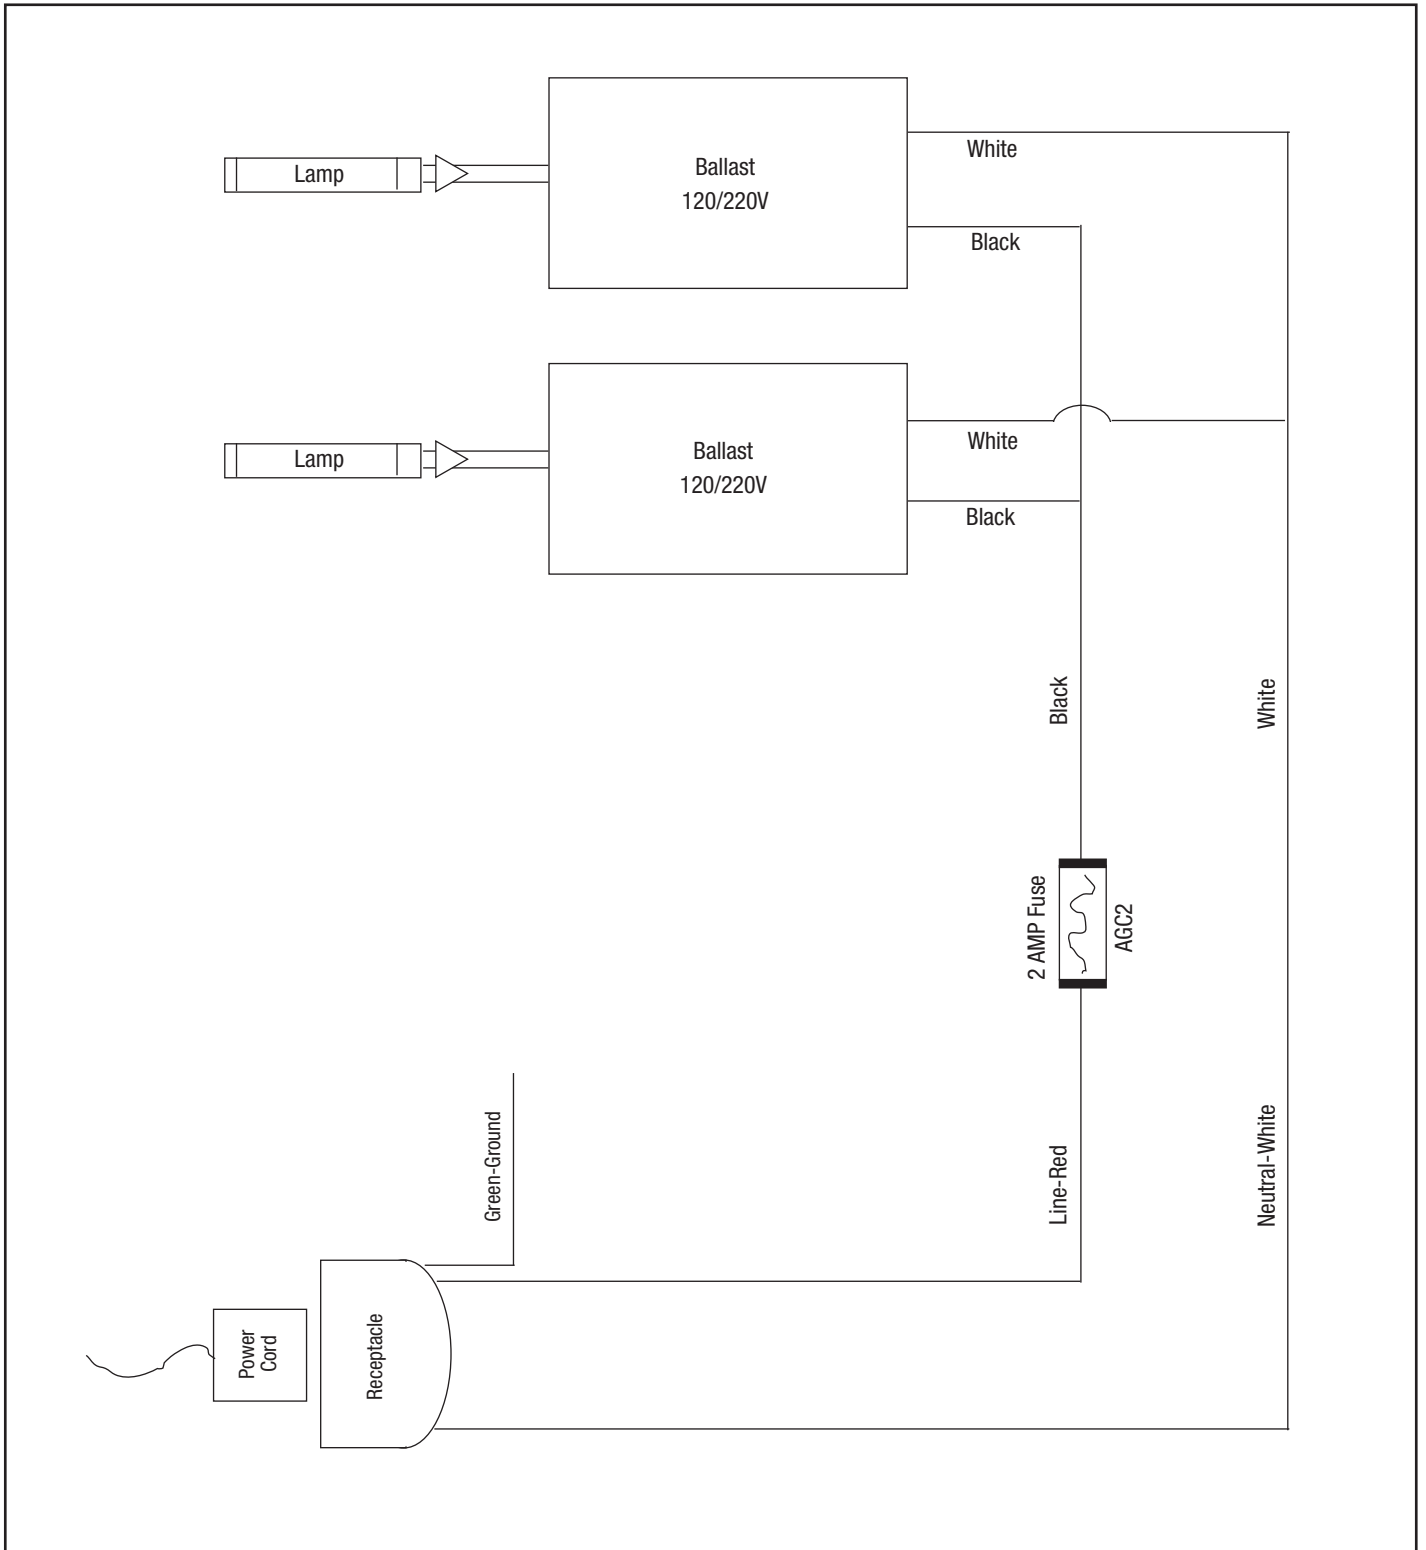 Lamp
Ballast
120/220V
White
Black
Lamp
Ballast
120/220V
White
Black
Black
White
2 AMP Fuse
AGC2
Green-Ground
Line-Red
Neutral-White
Power
Cord
Receptacle